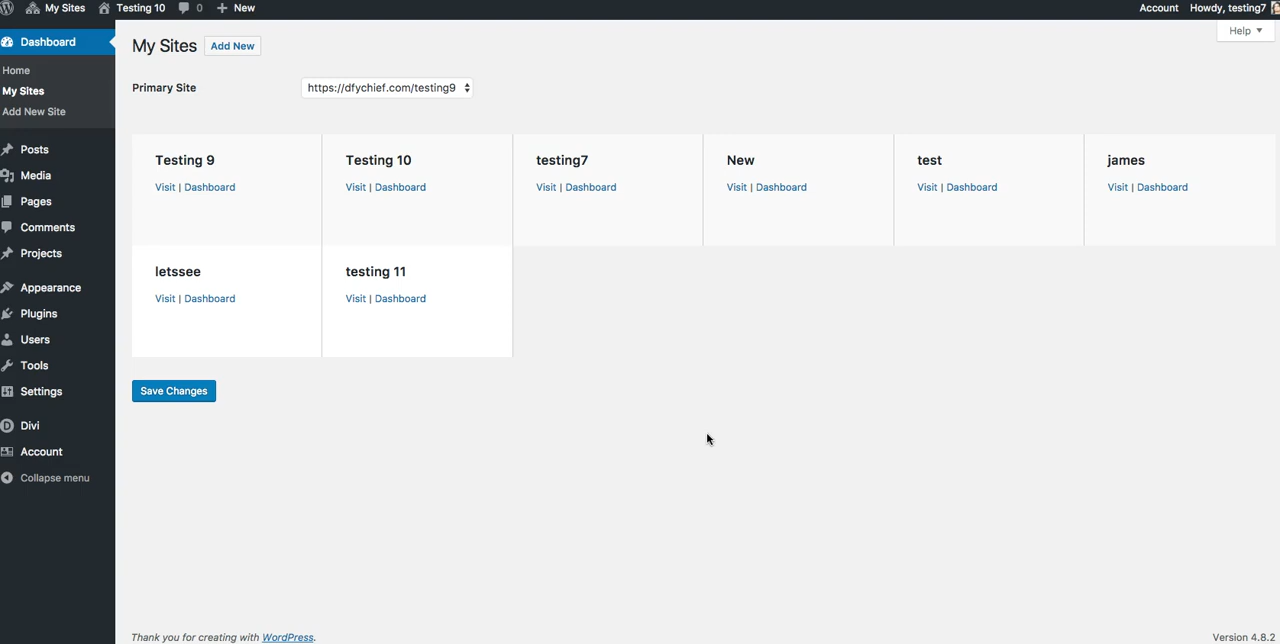 My Sites Testing 10 0 + New Account Howdy, testing7
Dashboard
Home
My Sites
Add New Site
Posts
Media
Pages
Comments
Projects
Appearance
Plugins
Users
Tools
Settings
Divi
Account
Collapse menu
My Sites Add New
Help
Primary Site https://dfychief.com/testing9
Testing 9 Testing 10 testing7 New test james
Visit | Dashboard Visit | Dashboard Visit | Dashboard Visit | Dashboard Visit | Dashboard Visit | Dashboard
letssee testing 11
Visit | Dashboard Visit | Dashboard
Save Changes
Thank you for creating with WordPress. Version 4.8.2